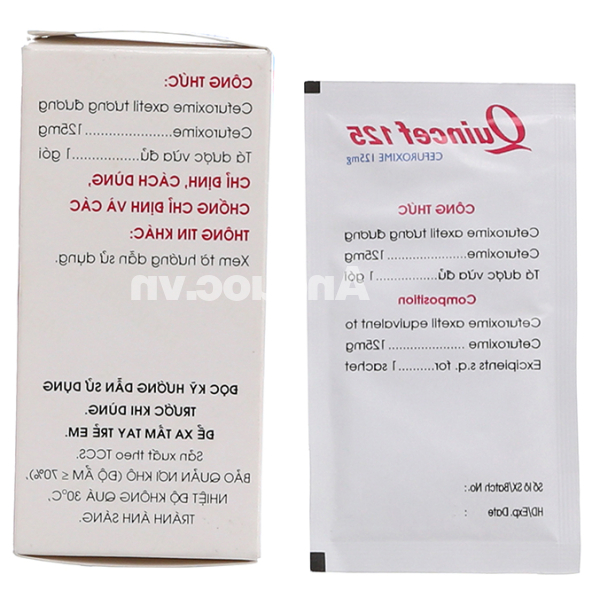 CÔNG THỨC:
Cefuroxime axetil tương đương
Cefuroxime ................... 125mg
Tá dược vừa đủ ............ 1 gói
CHỈ ĐỊNH, CÁCH DÙNG,
CHỐNG CHỈ ĐỊNH VÀ CÁC
THÔNG TIN KHÁC:
Xem tờ hướng dẫn sử dụng.
ĐỌC KỸ HƯỚNG DẪN SỬ DỤNG
TRƯỚC KHI DÙNG.
ĐỂ XA TẦM TAY TRẺ EM.
Sản xuất theo TCCS.
BẢO QUẢN NƠI KHÔ (ĐỘ ẨM ≤ 70%),
NHIỆT ĐỘ KHÔNG QUÁ 30°C,
TRÁNH ÁNH SÁNG.
Quincef 125
CEFUROXIME 125mg
CÔNG THỨC
Cefuroxime axetil tương đương
Cefuroxime ................... 125mg
Tá dược vừa đủ ............. 1 gói
Composition
Cefuroxime axetil equivalent to
Cefuroxime ................... 125mg
Excipients s.q. for ....... 1 sachet
Số lô SX/Batch No.:
HD/Exp. Date :